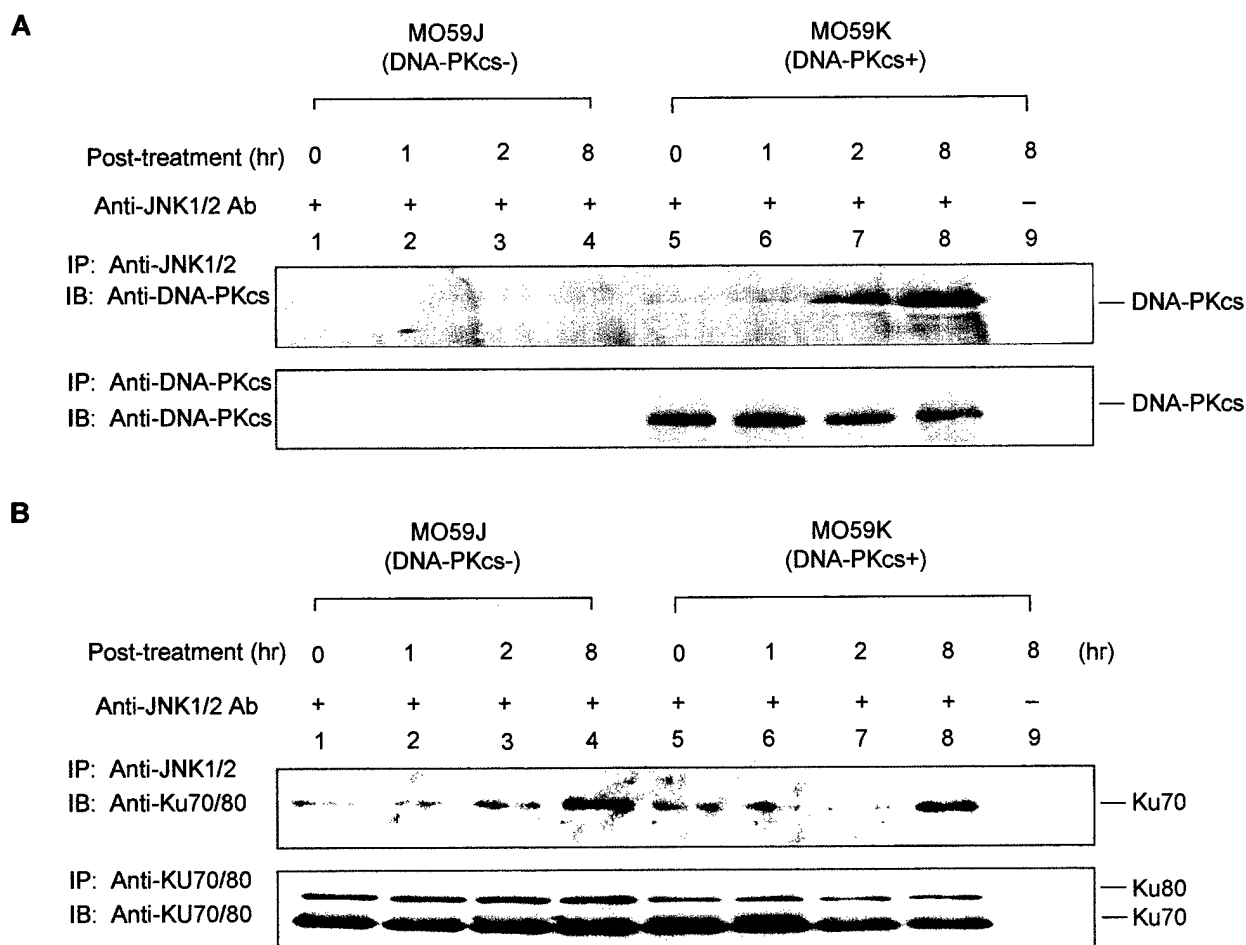 A
MO59J MO59K
(DNA-PKcs-) (DNA-PKcs+)
Post-treatment (hr) 0 1 2 8 0 1 2 8 8
Anti-JNK1/2 Ab + + + + + + + + –
1 2 3 4 5 6 7 8 9
IP: Anti-JNK1/2
IB: Anti-DNA-PKcs — DNA-PKcs
IP: Anti-DNA-PKcs
IB: Anti-DNA-PKcs — DNA-PKcs
B
MO59J MO59K
(DNA-PKcs-) (DNA-PKcs+)
Post-treatment (hr) 0 1 2 8 0 1 2 8 8 (hr)
Anti-JNK1/2 Ab + + + + + + + + –
1 2 3 4 5 6 7 8 9
IP: Anti-JNK1/2
IB: Anti-Ku70/80 — Ku70
IP: Anti-KU70/80 — Ku80
IB: Anti-KU70/80 — Ku70